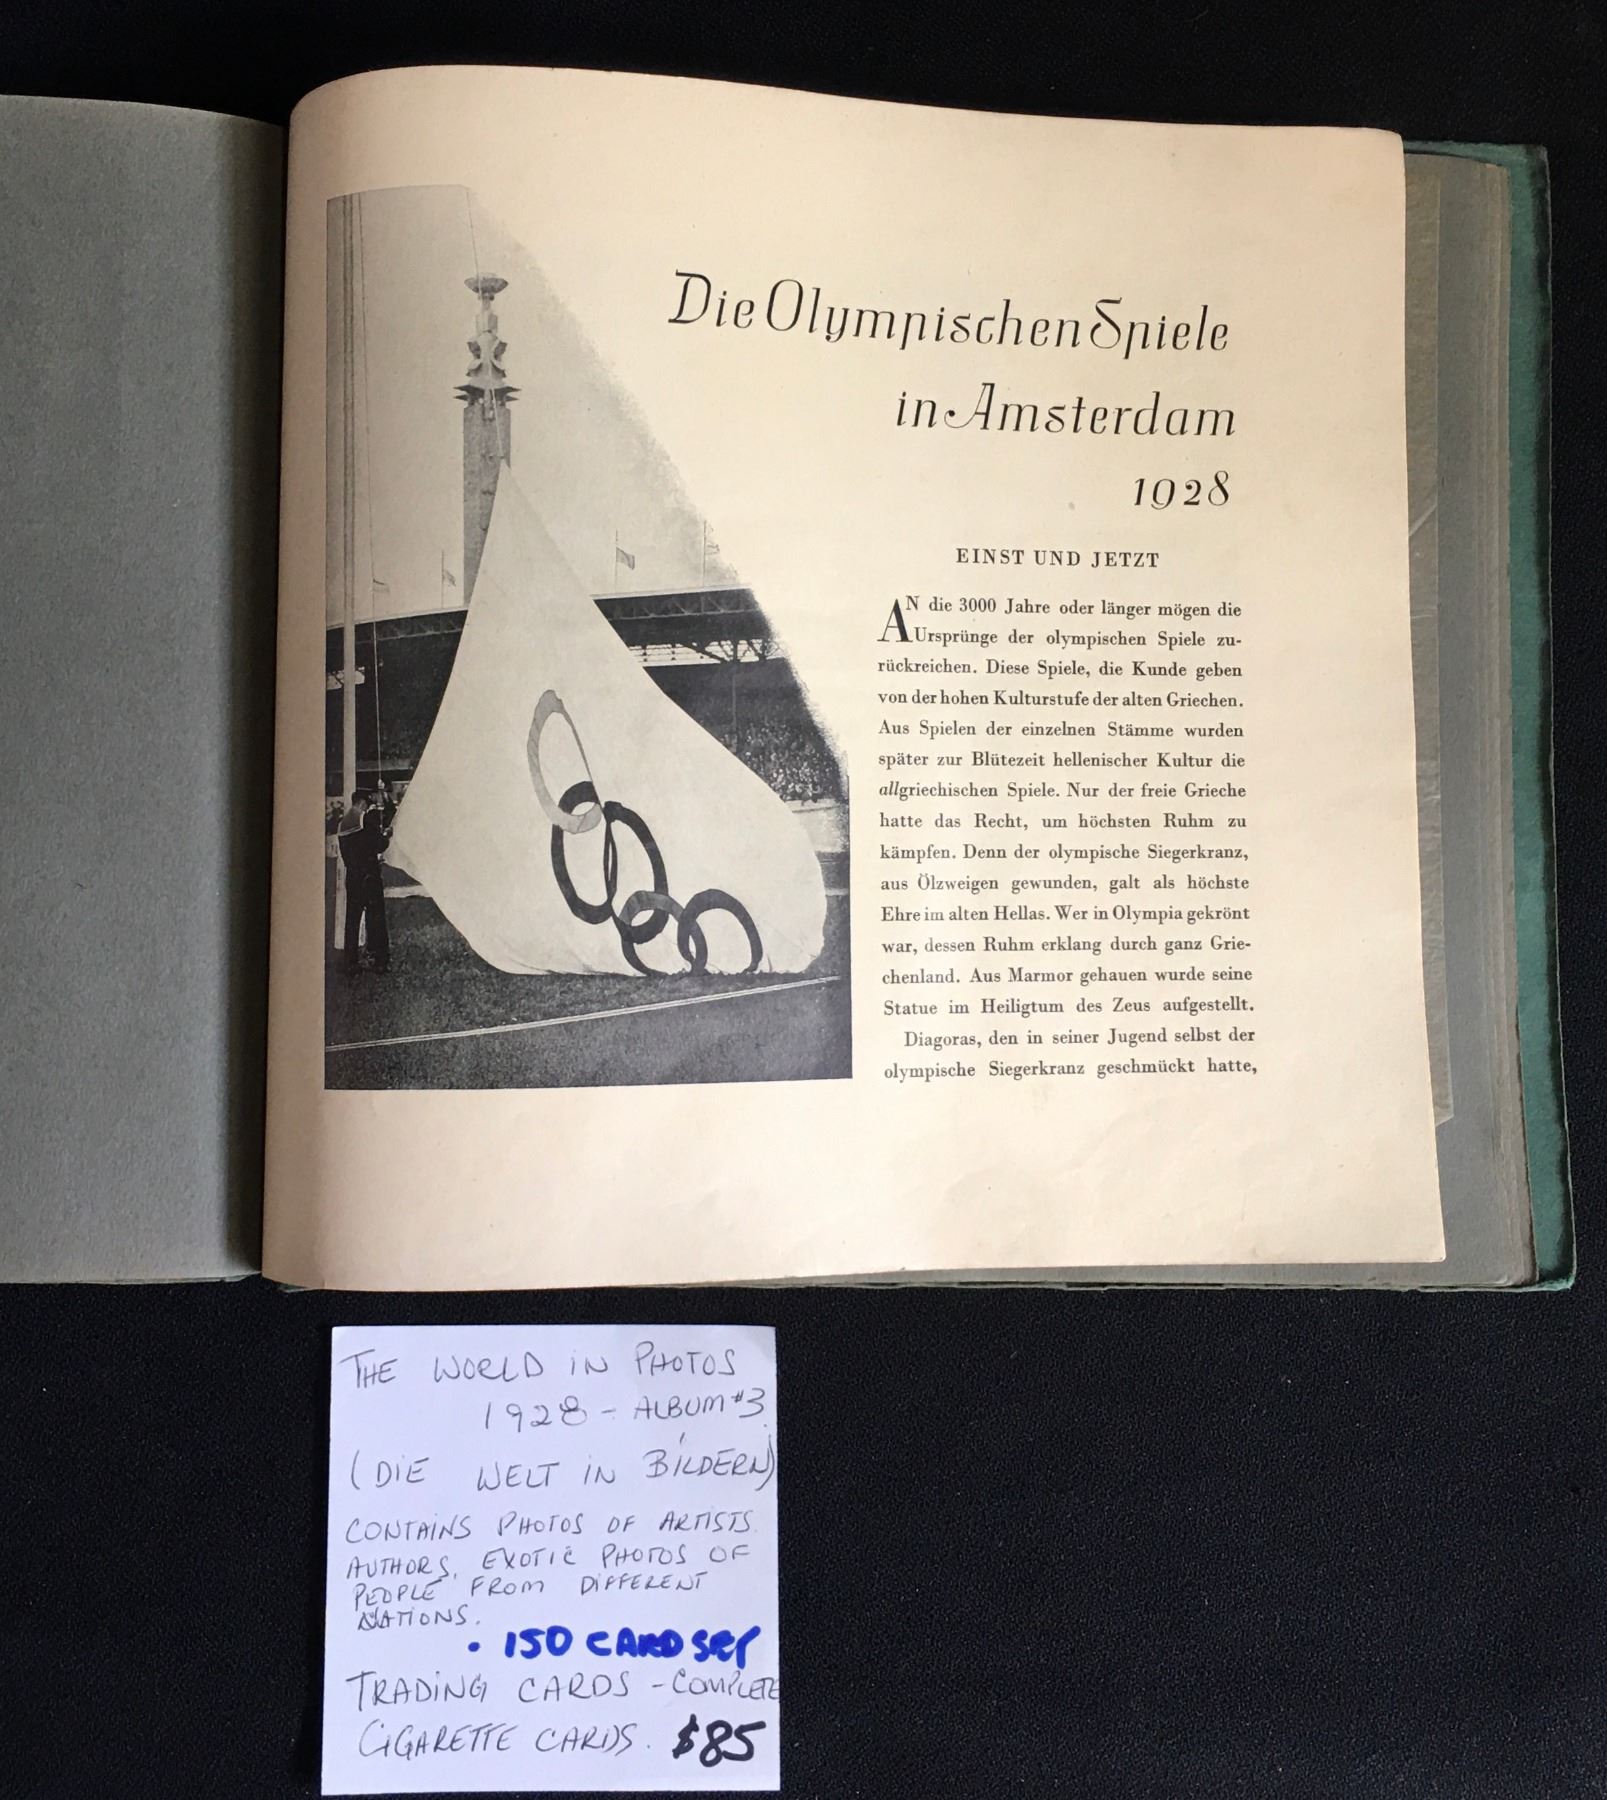 Die Olympischen Spiele
in Amsterdam
1928
EINST UND JETZT
AN die 3000 Jahre oder länger mögen die
Ursprünge der olympischen Spiele zu-
rückreichen. Diese Spiele, die Kunde geben
von der hohen Kulturstufe der alten Griechen.
Aus Spielen der einzelnen Stämme wurden
später zur Blütezeit hellenischer Kultur die
allgriechischen Spiele. Nur der freie Grieche
hatte das Recht, um höchsten Ruhm zu
kämpfen. Denn der olympische Siegerkranz,
aus Ölzweigen gewunden, galt als höchste
Ehre im alten Hellas. Wer in Olympia gekrönt
war, dessen Ruhm erklang durch ganz Grie-
chenland. Aus Marmor gehauen wurde seine
Statue im Heiligtum des Zeus aufgestellt.
Diagoras, den in seiner Jugend selbst der
olympische Siegerkranz geschmückt hatte,
THE WORLD IN PHOTOS
1928 - ALBUM #3
(DIE WELT IN BILDERN)
CONTAINS PHOTOS OF ARTISTS.
AUTHORS, EXOTIC PHOTOS OF
PEOPLE FROM DIFFERENT
NATIONS.
• 150 CARD SET
TRADING CARDS - COMPLETE
CIGARETTE CARDS. $85